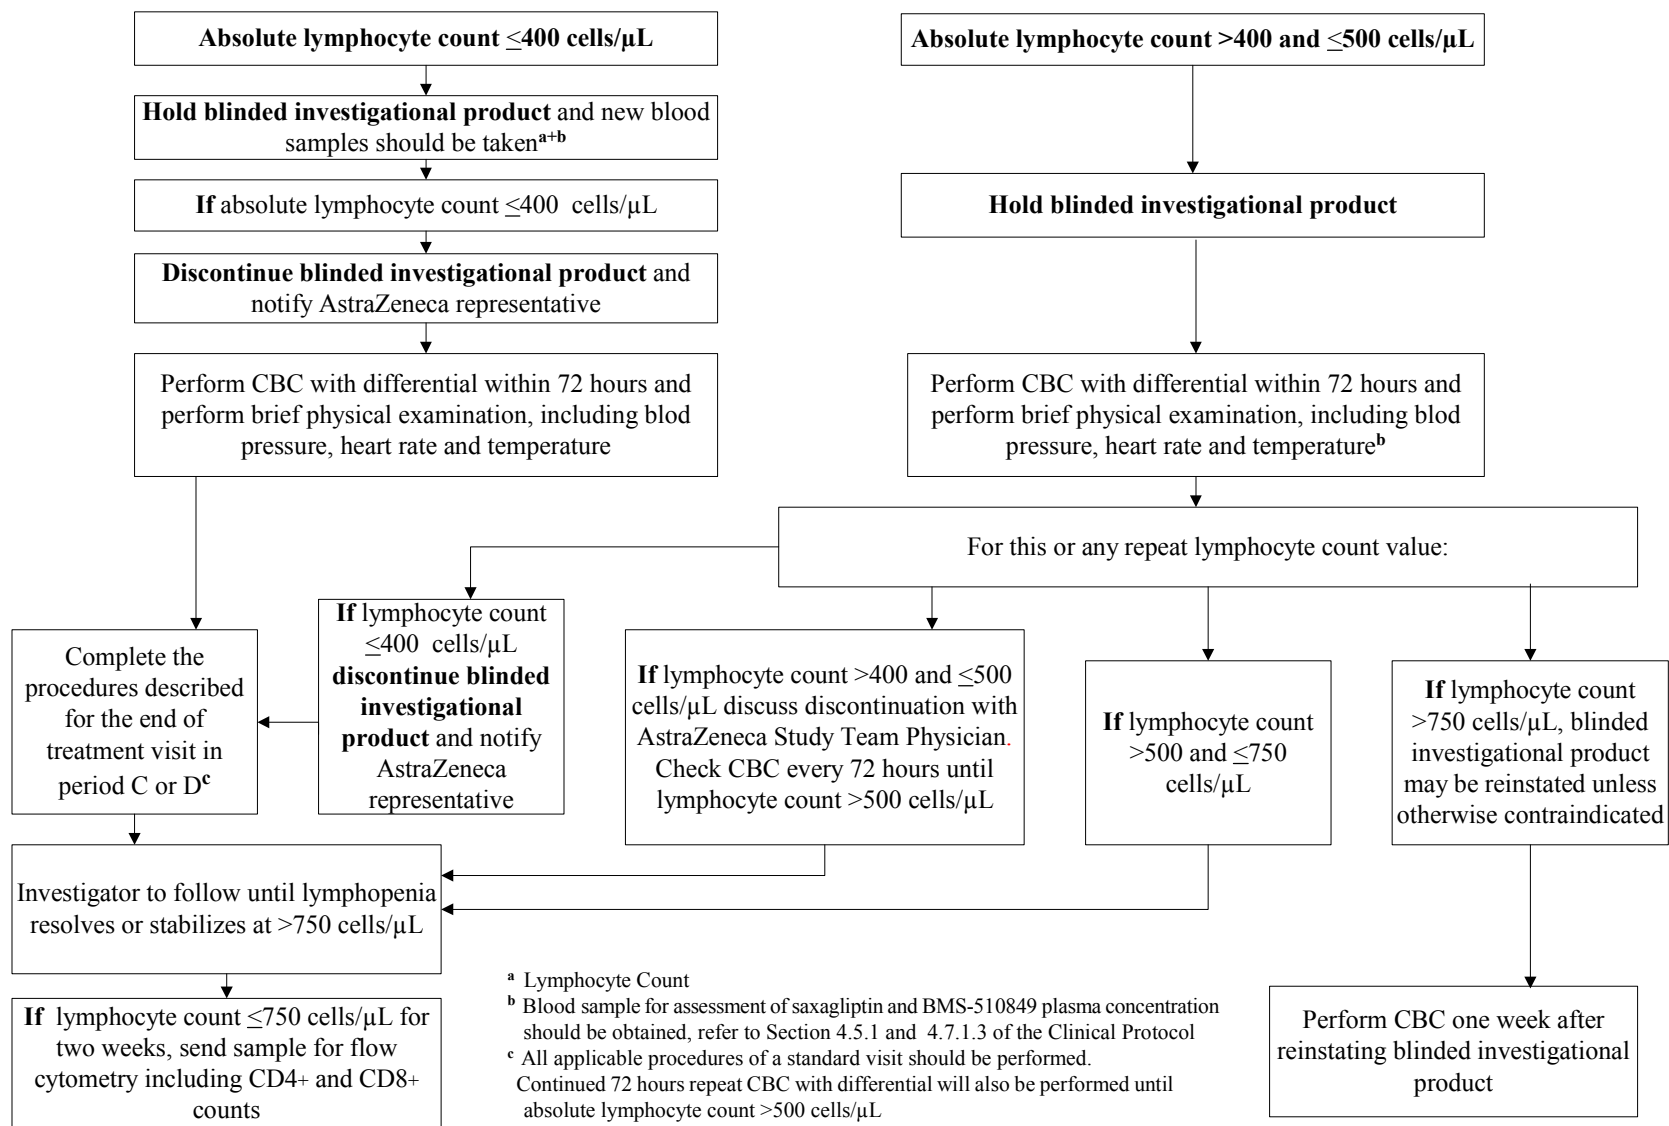 Absolute lymphocyte count ≤400 cells/µL
Hold blinded investigational product and new blood
samples should be taken a+b
If absolute lymphocyte count ≤400 cells/µL
Discontinue blinded investigational product and
notify AstraZeneca representative
Perform CBC with differential within 72 hours and
perform brief physical examination, including blod
pressure, heart rate and temperature
Absolute lymphocyte count >400 and ≤500 cells/µL
Hold blinded investigational product
Perform CBC with differential within 72 hours and
perform brief physical examination, including blod
pressure, heart rate and temperature b
For this or any repeat lymphocyte count value:
Complete the
procedures described
for the end of
treatment visit in
period C or D c
If lymphocyte count
≤400 cells/µL
discontinue blinded
investigational
product and notify
AstraZeneca
representative
If lymphocyte count >400 and ≤500
cells/µL discuss discontinuation with
AstraZeneca Study Team Physician.
Check CBC every 72 hours until
lymphocyte count >500 cells/µL
If lymphocyte count
>500 and ≤750
cells/µL
If lymphocyte count
>750 cells/µL, blinded
investigational product
may be reinstated unless
otherwise contraindicated
Investigator to follow until lymphopenia
resolves or stabilizes at >750 cells/µL
If lymphocyte count ≤750 cells/µL for
two weeks, send sample for flow
cytometry including CD4+ and CD8+
counts
a Lymphocyte Count
b Blood sample for assessment of saxagliptin and BMS-510849 plasma concentration
should be obtained, refer to Section 4.5.1 and 4.7.1.3 of the Clinical Protocol
c All applicable procedures of a standard visit should be performed.
Continued 72 hours repeat CBC with differential will also be performed until
absolute lymphocyte count >500 cells/µL
Perform CBC one week after
reinstating blinded investigational
product